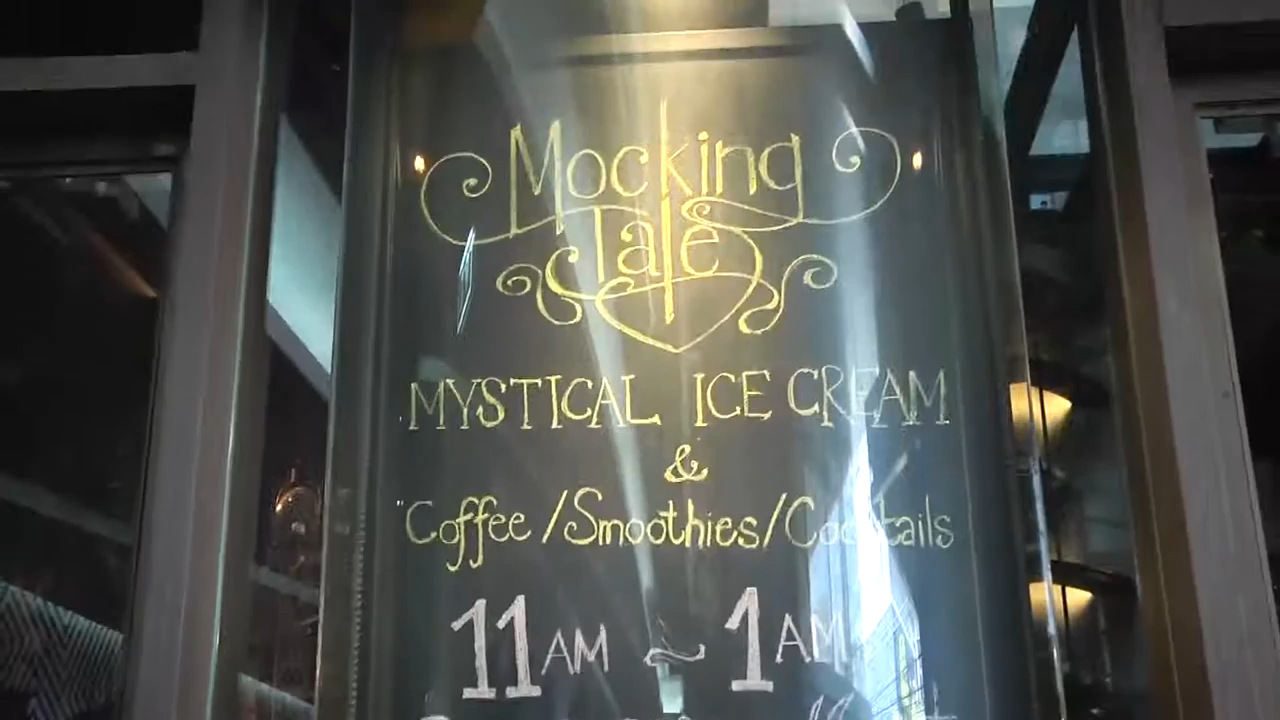 Mocking
Tale
MYSTICAL ICE CREAM
&
"Coffee/Smoothies/Cocktails
11AM ~ 1AM